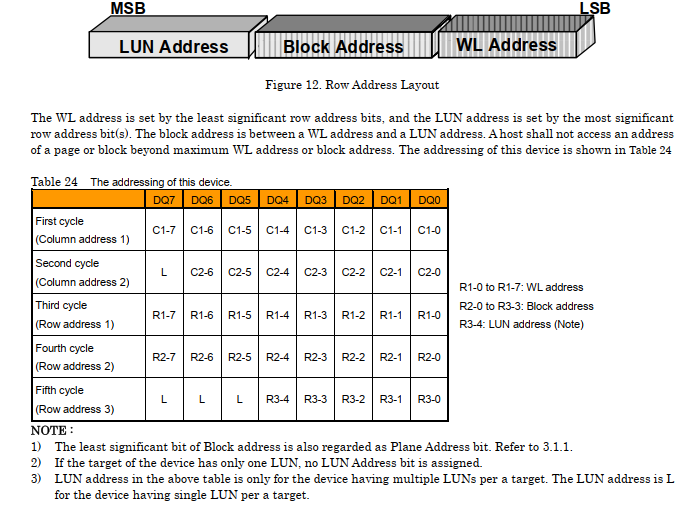 MSB LSB
LUN Address Block Address WL Address
Figure 12. Row Address Layout
The WL address is set by the least significant row address bits, and the LUN address is set by the most significant
row address bit(s). The block address is between a WL address and a LUN address. A host shall not access an address
of a page or block beyond maximum WL address or block address. The addressing of this device is shown in Table 24
Table 24 The addressing of this device.
DQ7 DQ6 DQ5 DQ4 DQ3 DQ2 DQ1 DQ0
First cycle
(Column address 1)
C1-7 C1-6 C1-5 C1-4 C1-3 C1-2 C1-1 C1-0
Second cycle
(Column address 2)
L C2-6 C2-5 C2-4 C2-3 C2-2 C2-1 C2-0
Third cycle
(Row address 1)
R1-7 R1-6 R1-5 R1-4 R1-3 R1-2 R1-1 R1-0
Fourth cycle
(Row address 2)
R2-7 R2-6 R2-5 R2-4 R2-3 R2-2 R2-1 R2-0
Fifth cycle
(Row address 3)
L L L R3-4 R3-3 R3-2 R3-1 R3-0
R1-0 to R1-7: WL address
R2-0 to R3-3: Block address
R3-4: LUN address (Note)
NOTE :
1) The least significant bit of Block address is also regarded as Plane Address bit. Refer to 3.1.1.
2) If the target of the device has only one LUN, no LUN Address bit is assigned.
3) LUN address in the above table is only for the device having multiple LUNs per a target. The LUN address is L
for the device having single LUN per a target.